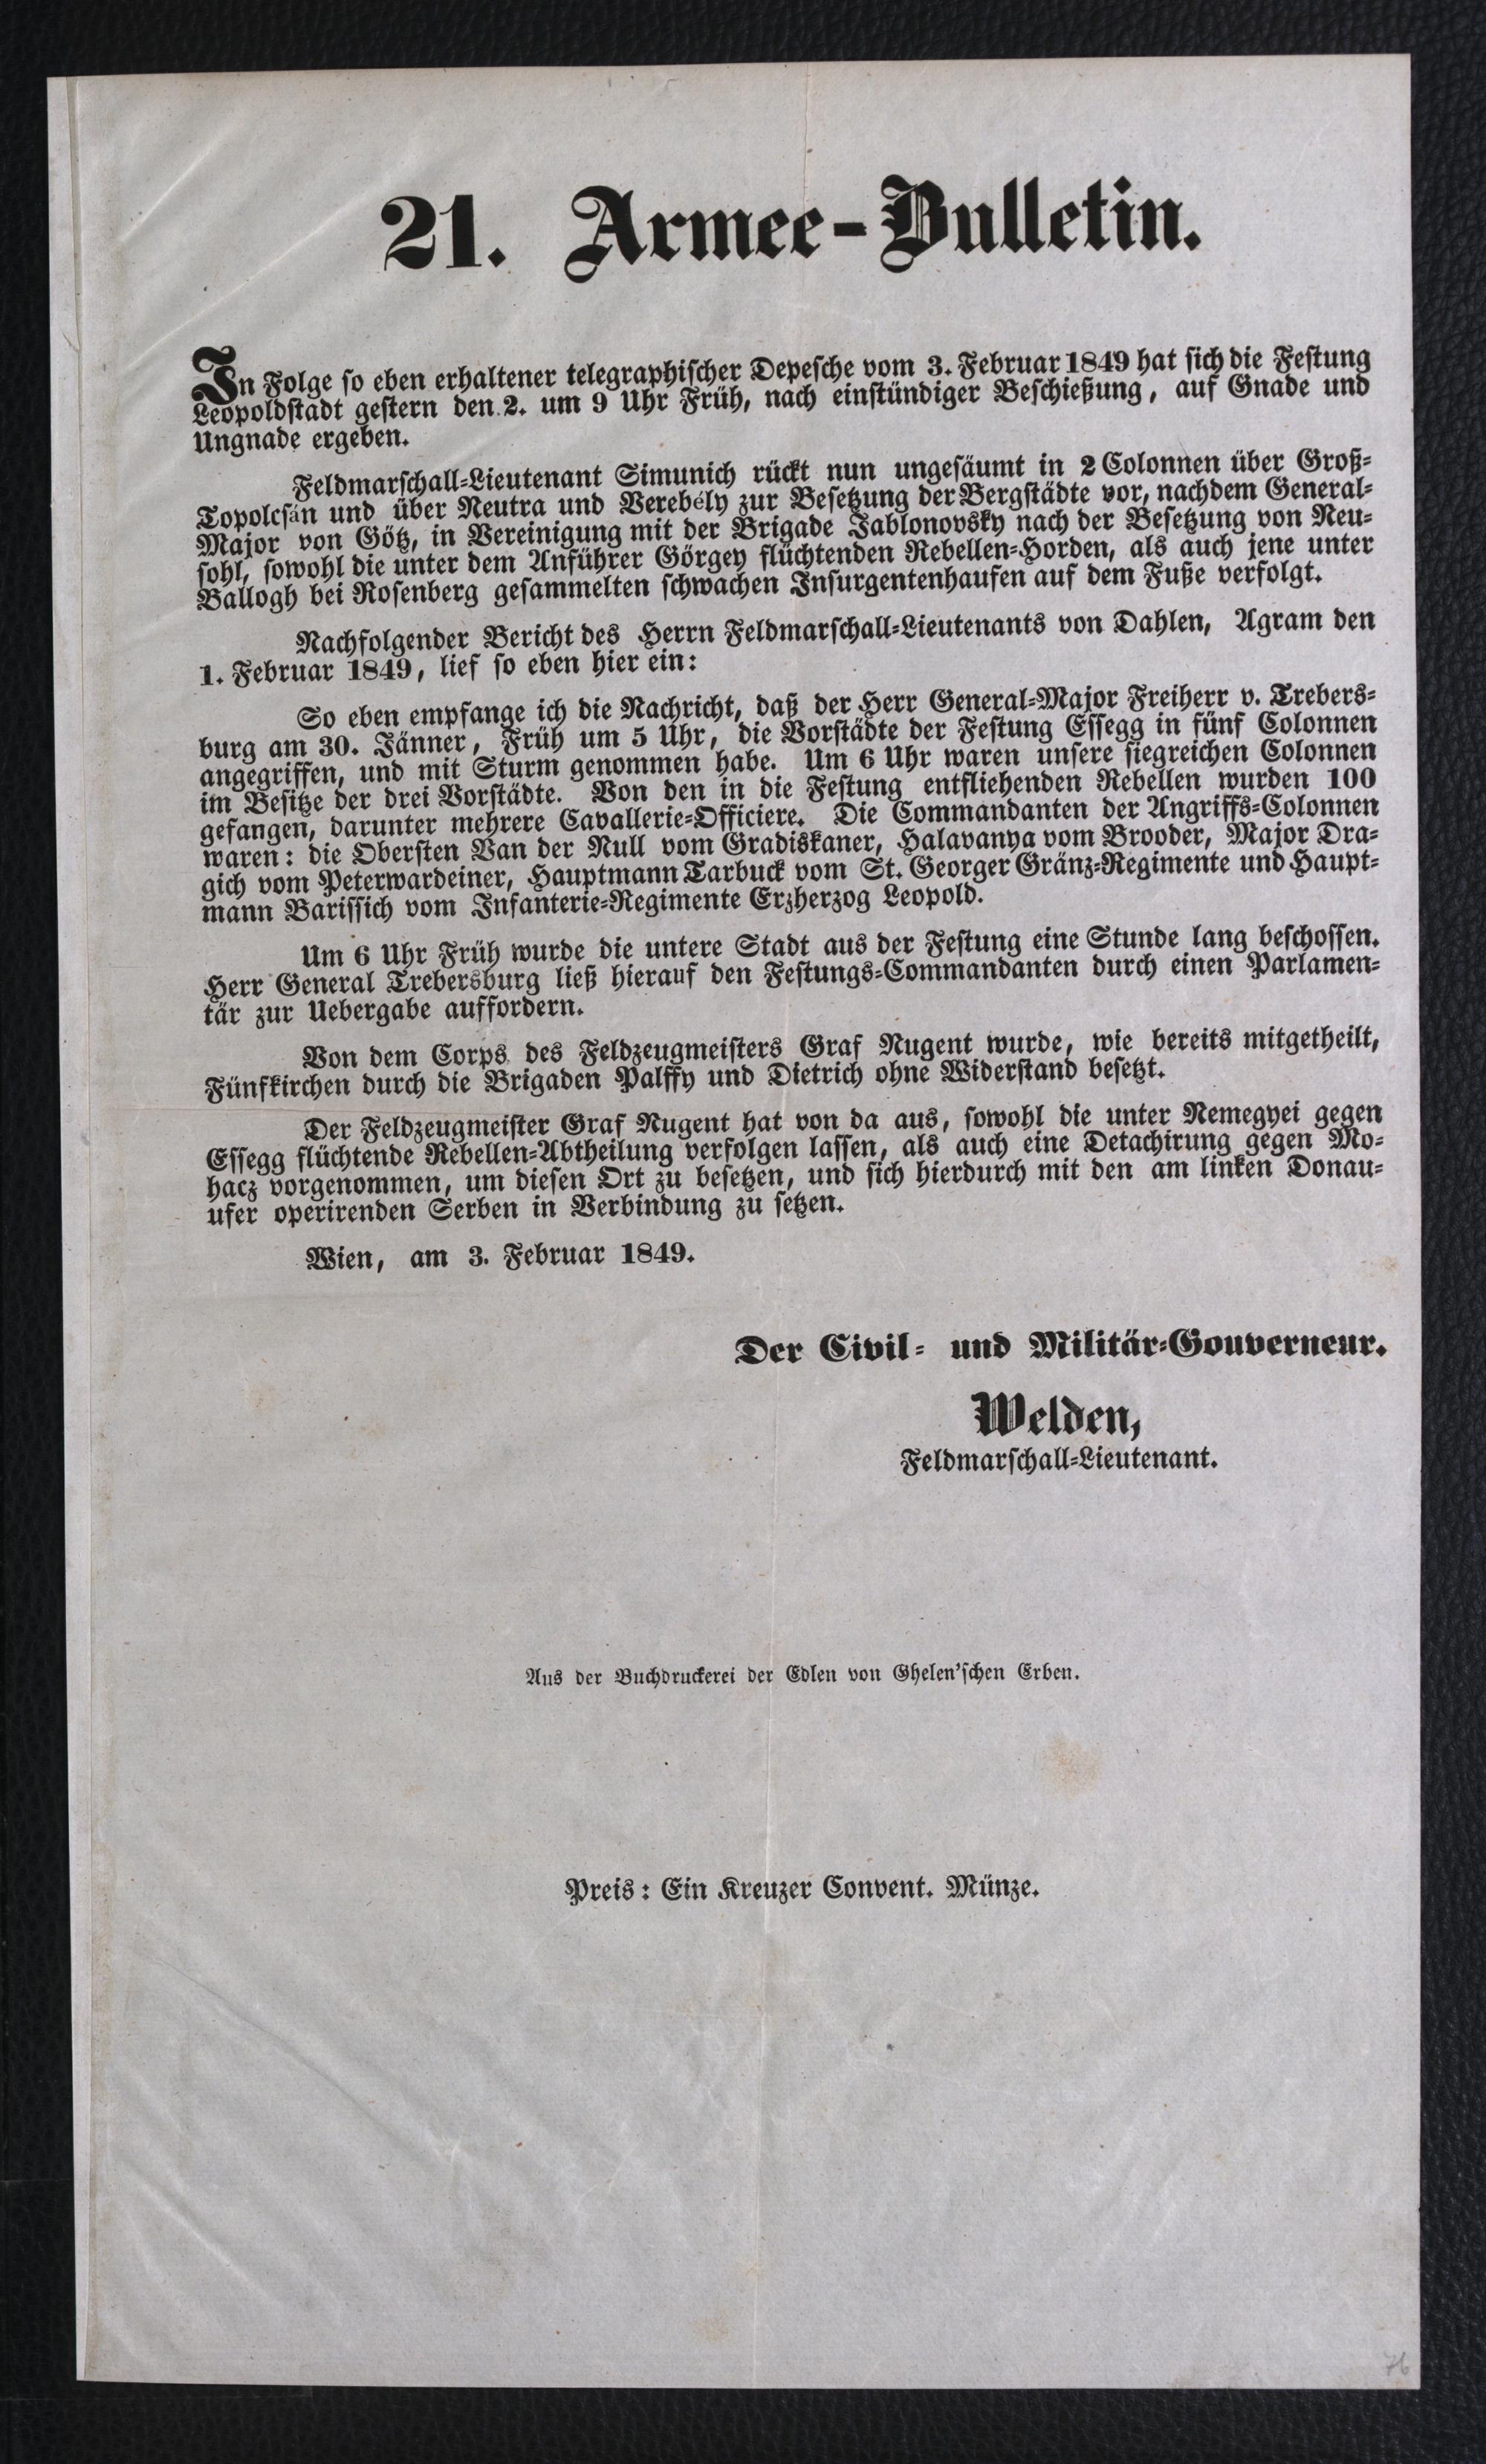 21. Armee-Bulletin.
In Folge so eben erhaltener telegraphischer Depesche vom 3. Februar 1849 hat sich die Festung
Leopoldstadt gestern den 2. um 9 Uhr Früh, nach einstündiger Beschießung, auf Gnade und
Ungnade ergeben.
Feldmarschall-Lieutenant Simunich rückt nun ungesäumt in 2 Colonnen über Groß-
Topolcsán und über Neutra und Verebély zur Besetzung der Bergstädte vor, nachdem General-
Major von Götz, in Vereinigung mit der Brigade Jablonovsky nach der Besetzung von Neu-
sohl, sowohl die unter dem Anführer Görgey flüchtenden Rebellen-Horden, als auch jene unter
Ballogh bei Rosenberg gesammelten schwachen Insurgentenhaufen auf dem Fuße verfolgt.
Nachfolgender Bericht des Herrn Feldmarschall-Lieutenants von Dahlen, Agram den
1. Februar 1849, lief so eben hier ein:
So eben empfange ich die Nachricht, daß der Herr General-Major Freiherr v. Trebers-
burg am 30. Jänner, Früh um 5 Uhr, die Vorstädte der Festung Essegg in fünf Colonnen
angegriffen, und mit Sturm genommen habe. Um 6 Uhr waren unsere siegreichen Colonnen
im Besitze der drei Vorstädte. Von den in die Festung entfliehenden Rebellen wurden 100
gefangen, darunter mehrere Cavallerie-Officiere. Die Commandanten der Angriffs-Colonnen
waren: die Obersten Van der Null vom Gradiskaner, Halavanya vom Brooder, Major Dra-
gich vom Peterwardeiner, Hauptmann Tarbuck vom St. Georger Gränz-Regimente und Haupt-
mann Barissich vom Infanterie-Regimente Erzherzog Leopold.
Um 6 Uhr Früh wurde die untere Stadt aus der Festung eine Stunde lang beschossen.
Herr General Trebersburg ließ hierauf den Festungs-Commandanten durch einen Parlamen-
tär zur Uebergabe auffordern.
Von dem Corps des Feldzeugmeisters Graf Nugent wurde, wie bereits mitgetheilt,
Fünfkirchen durch die Brigaden Palffy und Dietrich ohne Widerstand besetzt.
Der Feldzeugmeister Graf Nugent hat von da aus, sowohl die unter Nemegyei gegen
Essegg flüchtende Rebellen-Abtheilung verfolgen lassen, als auch eine Detachirung gegen Mo-
hacz vorgenommen, um diesen Ort zu besetzen, und sich hierdurch mit den am linken Donau-
ufer operirenden Serben in Verbindung zu setzen.
Wien, am 3. Februar 1849.
Der Civil- und Militär-Gouverneur.
Welden,
Feldmarschall-Lieutenant.
Aus der Buchdruckerei der Edlen von Ghelen'schen Erben.
Preis: Ein Kreuzer Convent. Münze.
76